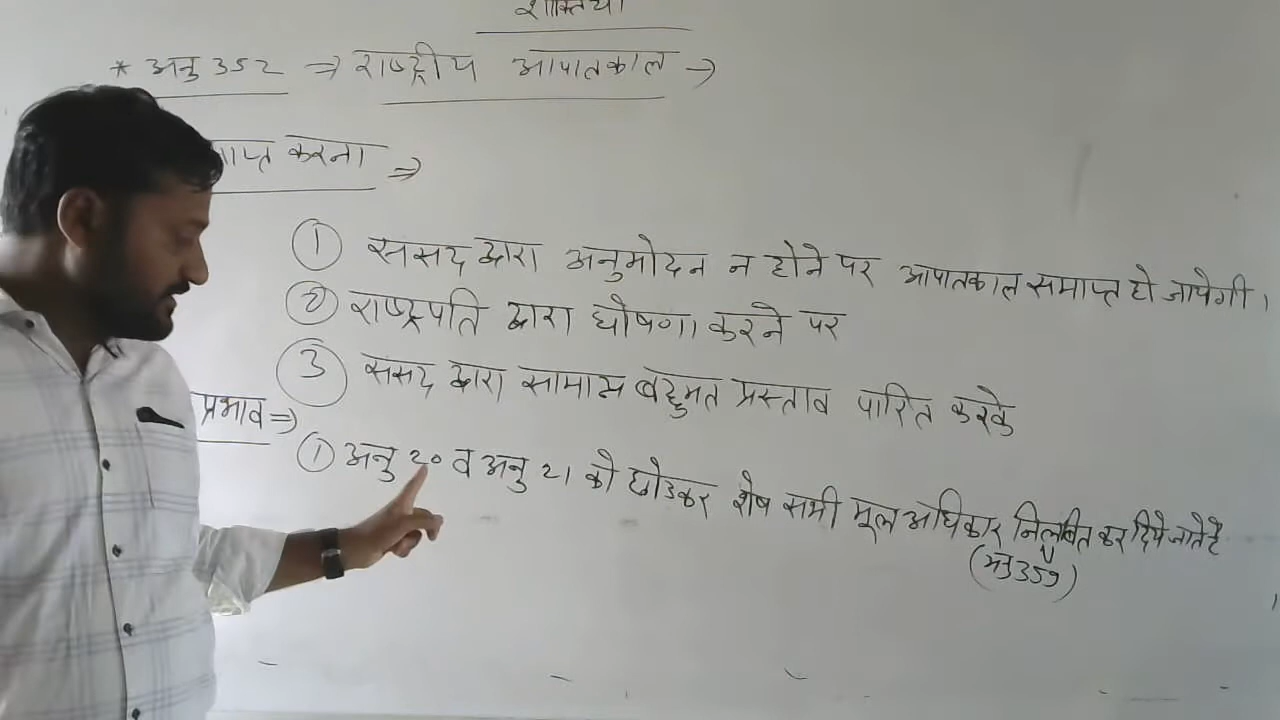 शक्तियाँ
* अनु 352 ⇒ राष्ट्रीय आपातकाल →
माप्त करना ⇒
① संसद द्वारा अनुमोदन न होने पर आपातकाल समाप्त हो जायेगी।
② राष्ट्रपति द्वारा घोषणा करने पर
③ संसद द्वारा सामान्य बहुमत प्रस्ताव पारित करके
प्रभाव ⇒
① अनु 20 व अनु 21 को छोडकर शेष सभी मूल अधिकार निलंबित कर दिये जाते है
(अनु 359)